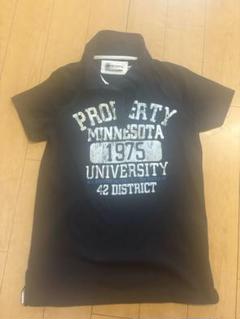 PROPERTY
MINNESOTA
1975
UNIVERSITY
42 DISTRICT